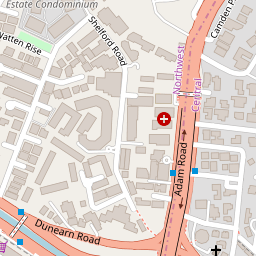 Estate Condominium
Shelford Road
Watten Rise
Camden P
Northwest
Central
Adam Road
Dunearn Road